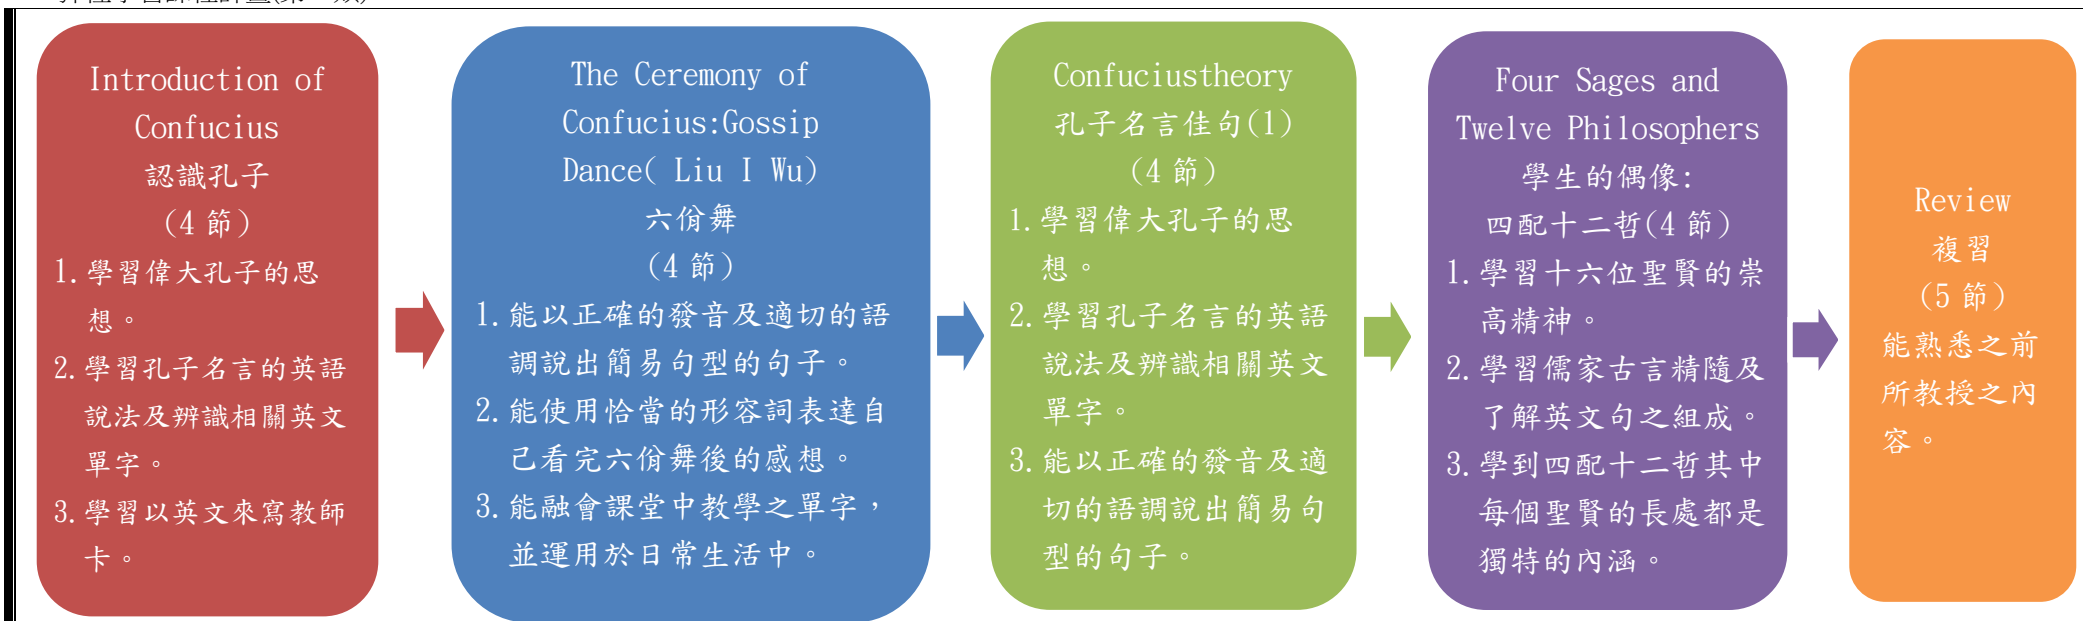 Introduction of
Confucius
認識孔子
(4 節)
1. 學習偉大孔子的思
想。
2. 學習孔子名言的英語
說法及辨識相關英文
單字。
3. 學習以英文來寫教師
卡。
The Ceremony of
Confucius:Gossip
Dance( Liu I Wu)
六佾舞
(4 節)
1. 能以正確的發音及適切的語
調說出簡易句型的句子。
2. 能使用恰當的形容詞表達自
己看完六佾舞後的感想。
3. 能融會課堂中教學之單字，
並運用於日常生活中。
Confuciustheory
孔子名言佳句(1)
(4 節)
1. 學習偉大孔子的思
想。
2. 學習孔子名言的英語
說法及辨識相關英文
單字。
3. 能以正確的發音及適
切的語調說出簡易句
型的句子。
Four Sages and
Twelve Philosophers
學生的偶像:
四配十二哲(4 節)
1. 學習十六位聖賢的崇
高精神。
2. 學習儒家古言精隨及
了解英文句之組成。
3. 學到四配十二哲其中
每個聖賢的長處都是
獨特的內涵。
Review
複習
(5 節)
能熟悉之前
所教授之內
容。